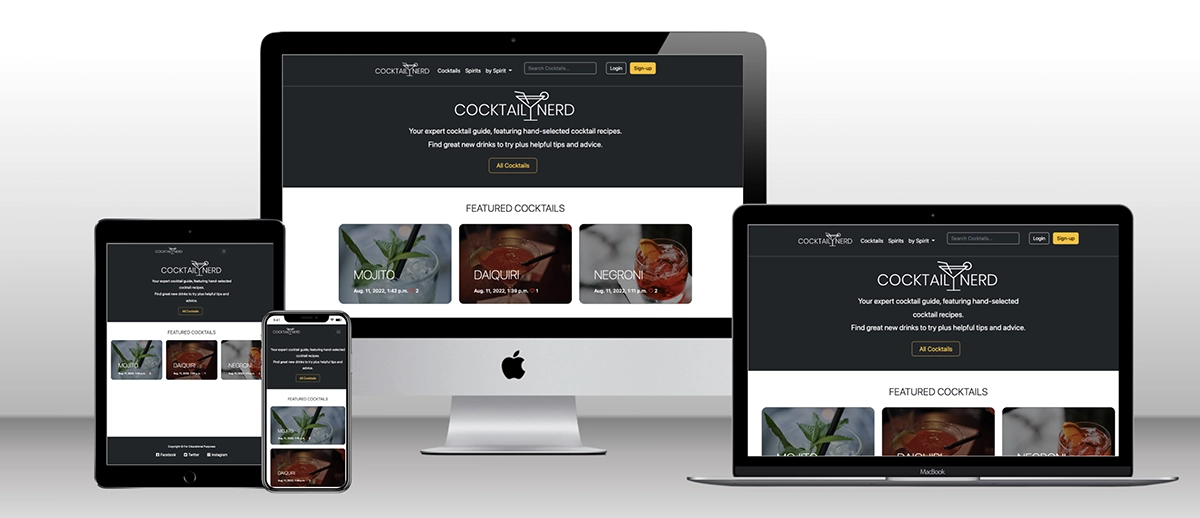 COCKTAIL NERD
Cocktails Spirits by Spirit Search Cocktails... Login Sign-up
COCKTAIL NERD
Your expert cocktail guide, featuring hand-selected cocktail recipes.
Find great new drinks to try plus helpful tips and advice.
All Cocktails
FEATURED COCKTAILS
MOJITO
Aug. 11, 2022, 1:43 p.m. 2
DAIQUIRI
Aug. 11, 2022, 1:39 p.m. 1
NEGRONI
Aug. 11, 2022, 1:11 p.m. 2
COCKTAIL NERD
COCKTAIL NERD
Your expert cocktail guide, featuring hand-selected
cocktail recipes.
Find great new drinks to try plus helpful tips and
advice.
All Cocktails
FEATURED COCKTAILS
MOJITO
DAIQUIRI
NEGRONI
Copyright © For Educational Purposes
Facebook Twitter Instagram
COCKTAIL NERD
Your expert cocktail guide, featuring hand-selected
cocktail recipes.
Find great new drinks to try plus helpful tips and
advice.
All Cocktails
FEATURED COCKTAILS
MOJITO
DAIQUIRI
COCKTAIL NERD
Cocktails Spirits by Spirit Search Cocktails... Login Sign-up
COCKTAIL NERD
Your expert cocktail guide, featuring hand-selected
cocktail recipes.
Find great new drinks to try plus helpful tips and advice.
All Cocktails
FEATURED COCKTAILS
MOJITO
DAIQUIRI
NEGRONI
MacBook